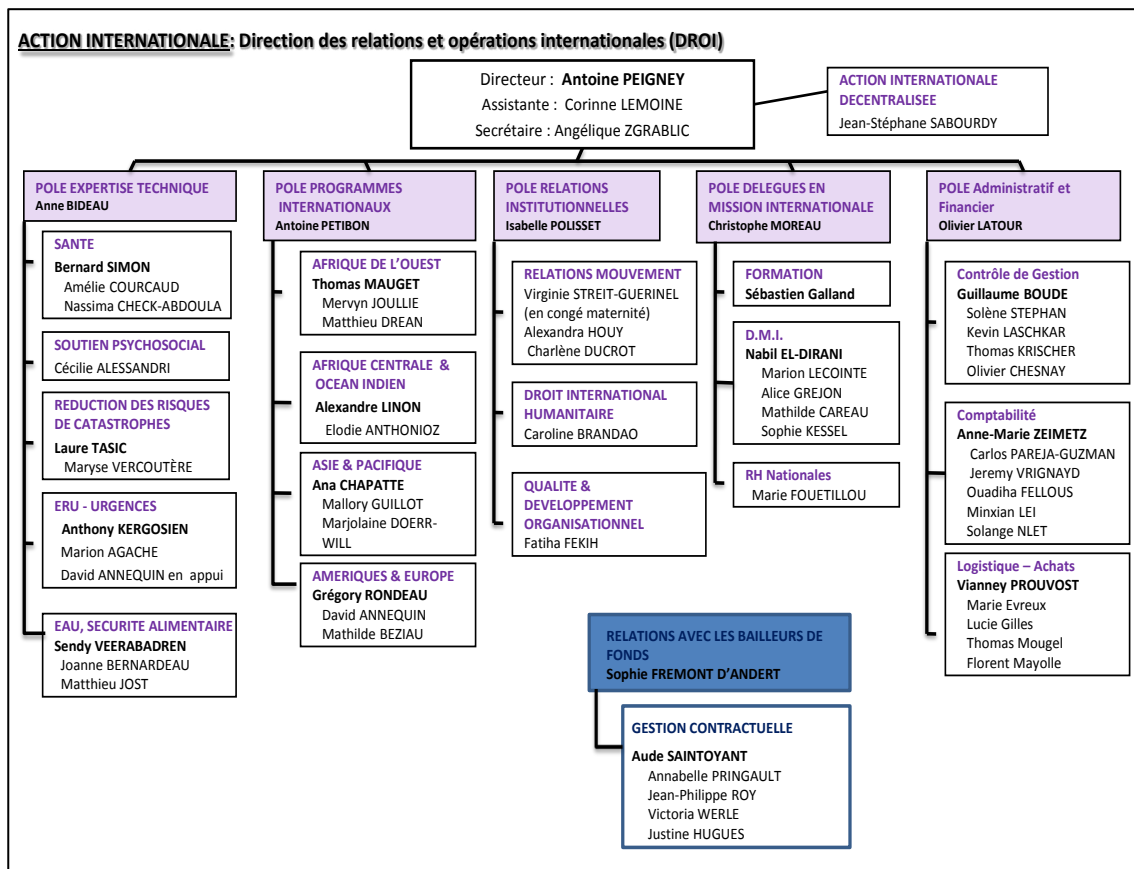 ACTION INTERNATIONALE: Direction des relations et opérations internationales (DROI)
Directeur : Antoine PEIGNEY
Assistante : Corinne LEMOINE
Secrétaire : Angélique ZGRABLIC
ACTION INTERNATIONALE
DECENTRALISEE
Jean-Stéphane SABOURDY
POLE EXPERTISE TECHNIQUE
Anne BIDEAU
SANTE
Bernard SIMON
Amélie COURCAUD
Nassima CHECK-ABDOULA
SOUTIEN PSYCHOSOCIAL
Cécilie ALESSANDRI
REDUCTION DES RISQUES
DE CATASTROPHES
Laure TASIC
Maryse VERCOUTÈRE
ERU - URGENCES
Anthony KERGOSIEN
Marion AGACHE
David ANNEQUIN en appui
EAU, SECURITE ALIMENTAIRE
Sendy VEERABADREN
Joanne BERNARDEAU
Matthieu JOST
POLE PROGRAMMES
INTERNATIONAUX
Antoine PETIBON
AFRIQUE DE L'OUEST
Thomas MAUGET
Mervyn JOULLIE
Matthieu DREAN
AFRIQUE CENTRALE &
OCEAN INDIEN
Alexandre LINON
Elodie ANTHONIOZ
ASIE & PACIFIQUE
Ana CHAPATTE
Mallory GUILLOT
Marjolaine DOERR-
WILL
AMERIQUES & EUROPE
Grégory RONDEAU
David ANNEQUIN
Mathilde BEZIAU
POLE RELATIONS
INSTITUTIONNELLES
Isabelle POLISSET
RELATIONS MOUVEMENT
Virginie STREIT-GUERINEL
(en congé maternité)
Alexandra HOUY
Charlène DUCROT
DROIT INTERNATIONAL
HUMANITAIRE
Caroline BRANDAO
QUALITE &
DEVELOPPEMENT
ORGANISATIONNEL
Fatiha FEKIH
POLE DELEGUES EN
MISSION INTERNATIONALE
Christophe MOREAU
FORMATION
Sébastien Galland
D.M.I.
Nabil EL-DIRANI
Marion LECOINTE
Alice GREJON
Mathilde CAREAU
Sophie KESSEL
RH Nationales
Marie FOUETILLOU
POLE Administratif et
Financier
Olivier LATOUR
Contrôle de Gestion
Guillaume BOUDE
Solène STEPHAN
Kevin LASCHKAR
Thomas KRISCHER
Olivier CHESNAY
Comptabilité
Anne-Marie ZEIMETZ
Carlos PAREJA-GUZMAN
Jeremy VRIGNAYD
Ouadiha FELLOUS
Minxian LEI
Solange NLET
Logistique – Achats
Vianney PROUVOST
Marie Evreux
Lucie Gilles
Thomas Mougel
Florent Mayolle
RELATIONS AVEC LES BAILLEURS DE
FONDS
Sophie FREMONT D'ANDERT
GESTION CONTRACTUELLE
Aude SAINTOYANT
Annabelle PRINGAULT
Jean-Philippe ROY
Victoria WERLE
Justine HUGUES